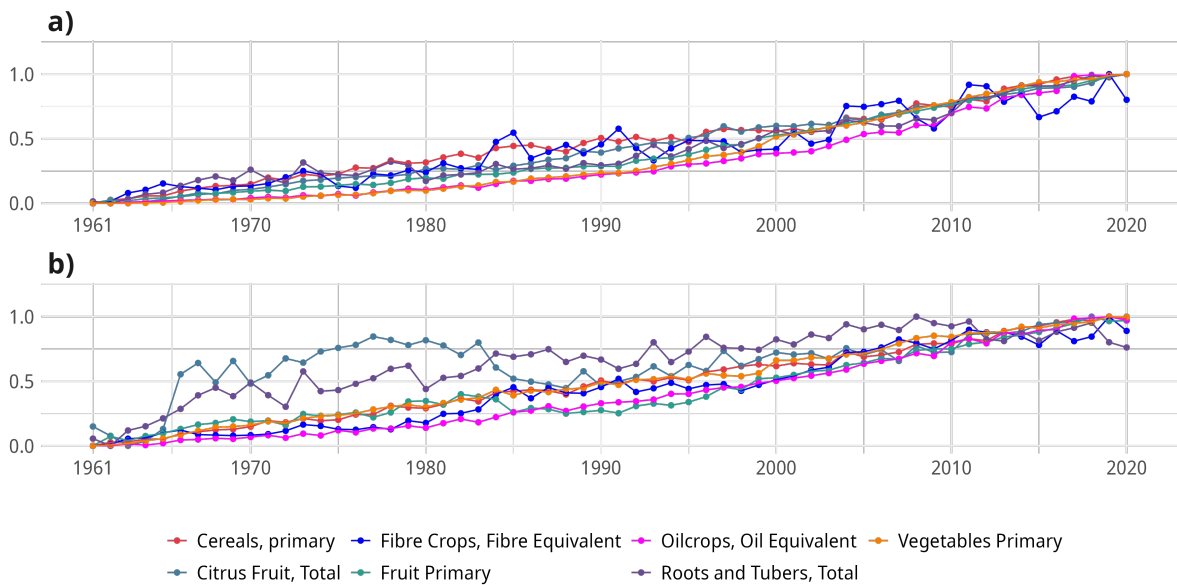 a)
1.0
0.5
0.0
1961 1970 1980 1990 2000 2010 2020
b)
1.0
0.5
0.0
1961 1970 1980 1990 2000 2010 2020
Cereals, primary Fibre Crops, Fibre Equivalent Oilcrops, Oil Equivalent Vegetables Primary
Citrus Fruit, Total Fruit Primary Roots and Tubers, Total